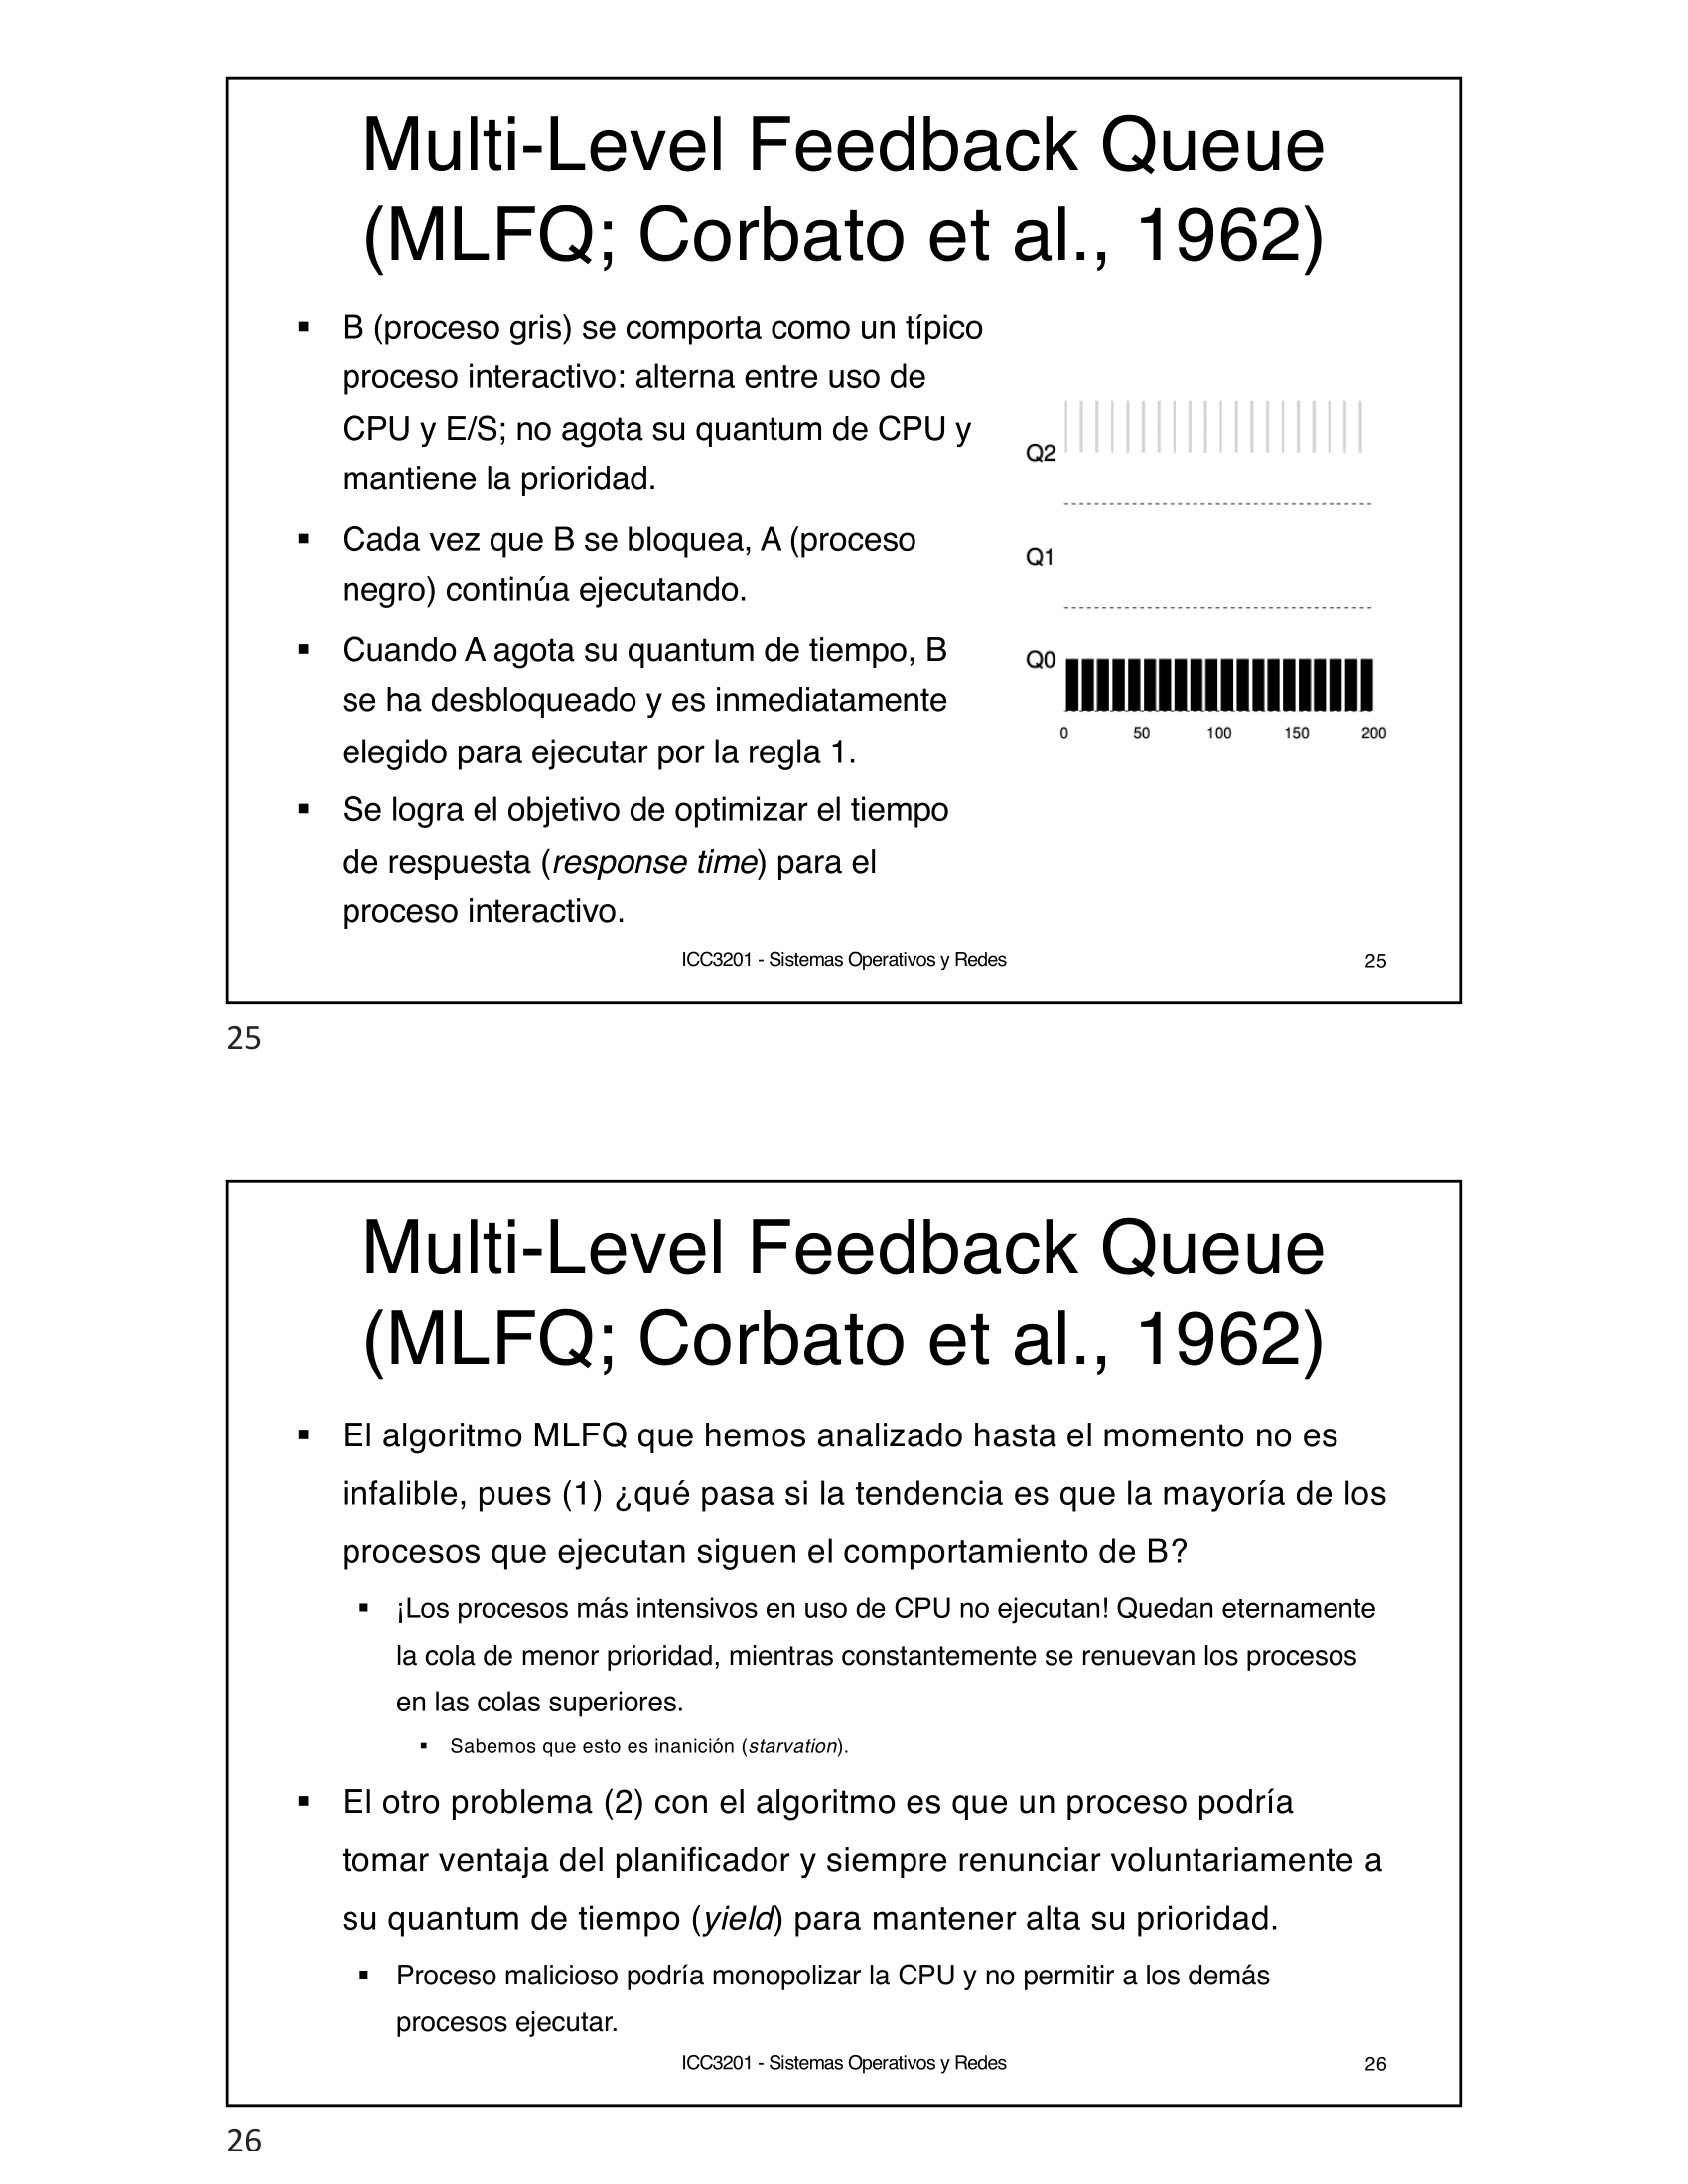 Multi-Level Feedback Queue
(MLFQ; Corbato et al., 1962)
▪ B (proceso gris) se comporta como un típico
proceso interactivo: alterna entre uso de
CPU y E/S; no agota su quantum de CPU y
mantiene la prioridad.
▪ Cada vez que B se bloquea, A (proceso
negro) continúa ejecutando.
▪ Cuando A agota su quantum de tiempo, B
se ha desbloqueado y es inmediatamente
elegido para ejecutar por la regla 1.
▪ Se logra el objetivo de optimizar el tiempo
de respuesta (response time) para el
proceso interactivo.
Q2
Q1
Q0
0 50 100 150 200
ICC3201 - Sistemas Operativos y Redes 25
25
Multi-Level Feedback Queue
(MLFQ; Corbato et al., 1962)
▪ El algoritmo MLFQ que hemos analizado hasta el momento no es
infalible, pues (1) ¿qué pasa si la tendencia es que la mayoría de los
procesos que ejecutan siguen el comportamiento de B?
▪ ¡Los procesos más intensivos en uso de CPU no ejecutan! Quedan eternamente
la cola de menor prioridad, mientras constantemente se renuevan los procesos
en las colas superiores.
▪ Sabemos que esto es inanición (starvation).
▪ El otro problema (2) con el algoritmo es que un proceso podría
tomar ventaja del planificador y siempre renunciar voluntariamente a
su quantum de tiempo (yield) para mantener alta su prioridad.
▪ Proceso malicioso podría monopolizar la CPU y no permitir a los demás
procesos ejecutar.
ICC3201 - Sistemas Operativos y Redes 26
26